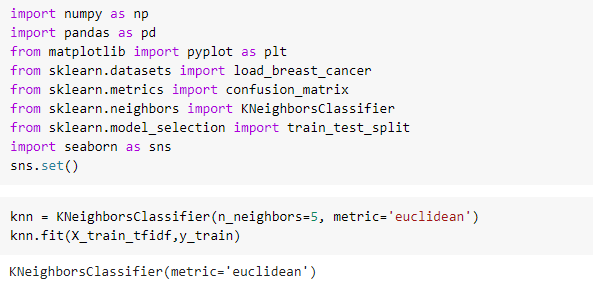 import numpy as np
import pandas as pd
from matplotlib import pyplot as plt
from sklearn.datasets import load_breast_cancer
from sklearn.metrics import confusion_matrix
from sklearn.neighbors import KNeighborsClassifier
from sklearn.model_selection import train_test_split
import seaborn as sns
sns.set()
knn = KNeighborsClassifier(n_neighbors=5, metric='euclidean')
knn.fit(X_train_tfidf,y_train)
KNeighborsClassifier(metric='euclidean')